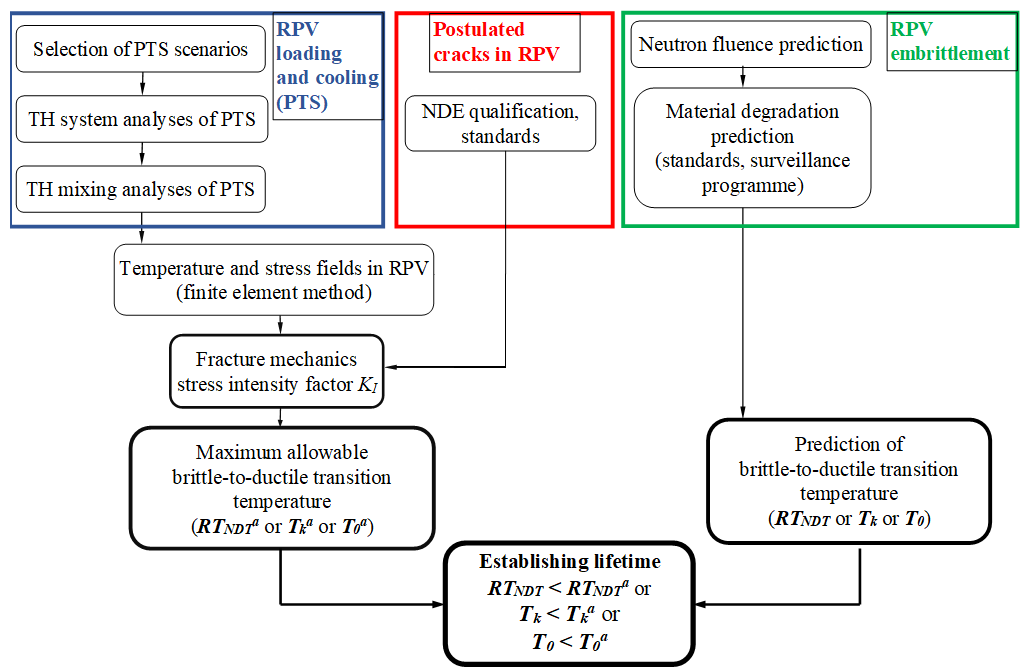 RPV
loading
and cooling
(PTS)
Selection of PTS scenarios
TH system analyses of PTS
TH mixing analyses of PTS
Postulated
cracks in RPV
NDE qualification,
standards
RPV
embrittlement
Neutron fluence prediction
Material degradation
prediction
(standards, surveillance
programme)
Temperature and stress fields in RPV
(finite element method)
Fracture mechanics
stress intensity factor K_I
Maximum allowable
brittle-to-ductile transition
temperature
(RT_NDT^a or T_k^a or T_0^a)
Prediction of
brittle-to-ductile transition
temperature
(RT_NDT or T_k or T_0)
Establishing lifetime
RT_NDT < RT_NDT^a or
T_k < T_k^a or
T_0 < T_0^a